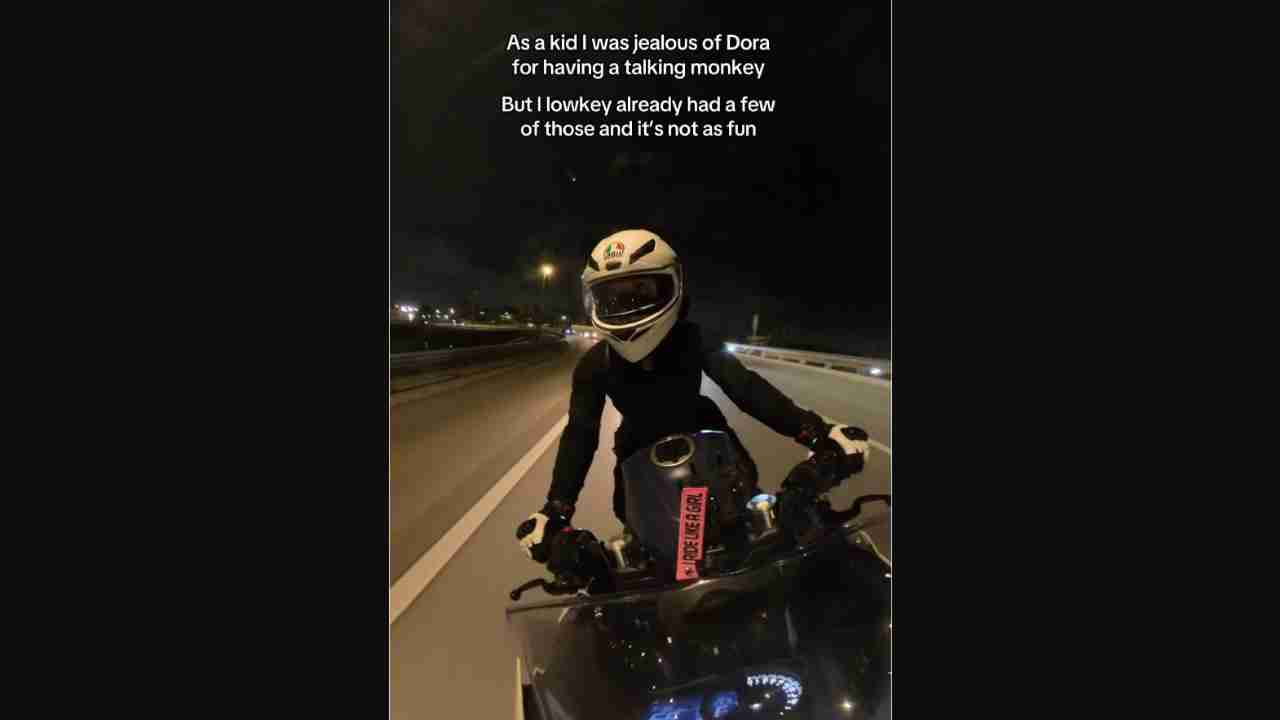 As a kid I was jealous of Dora
for having a talking monkey
But I lowkey already had a few
of those and it's not as fun
AGV
I RIDE LIKE A GIRL